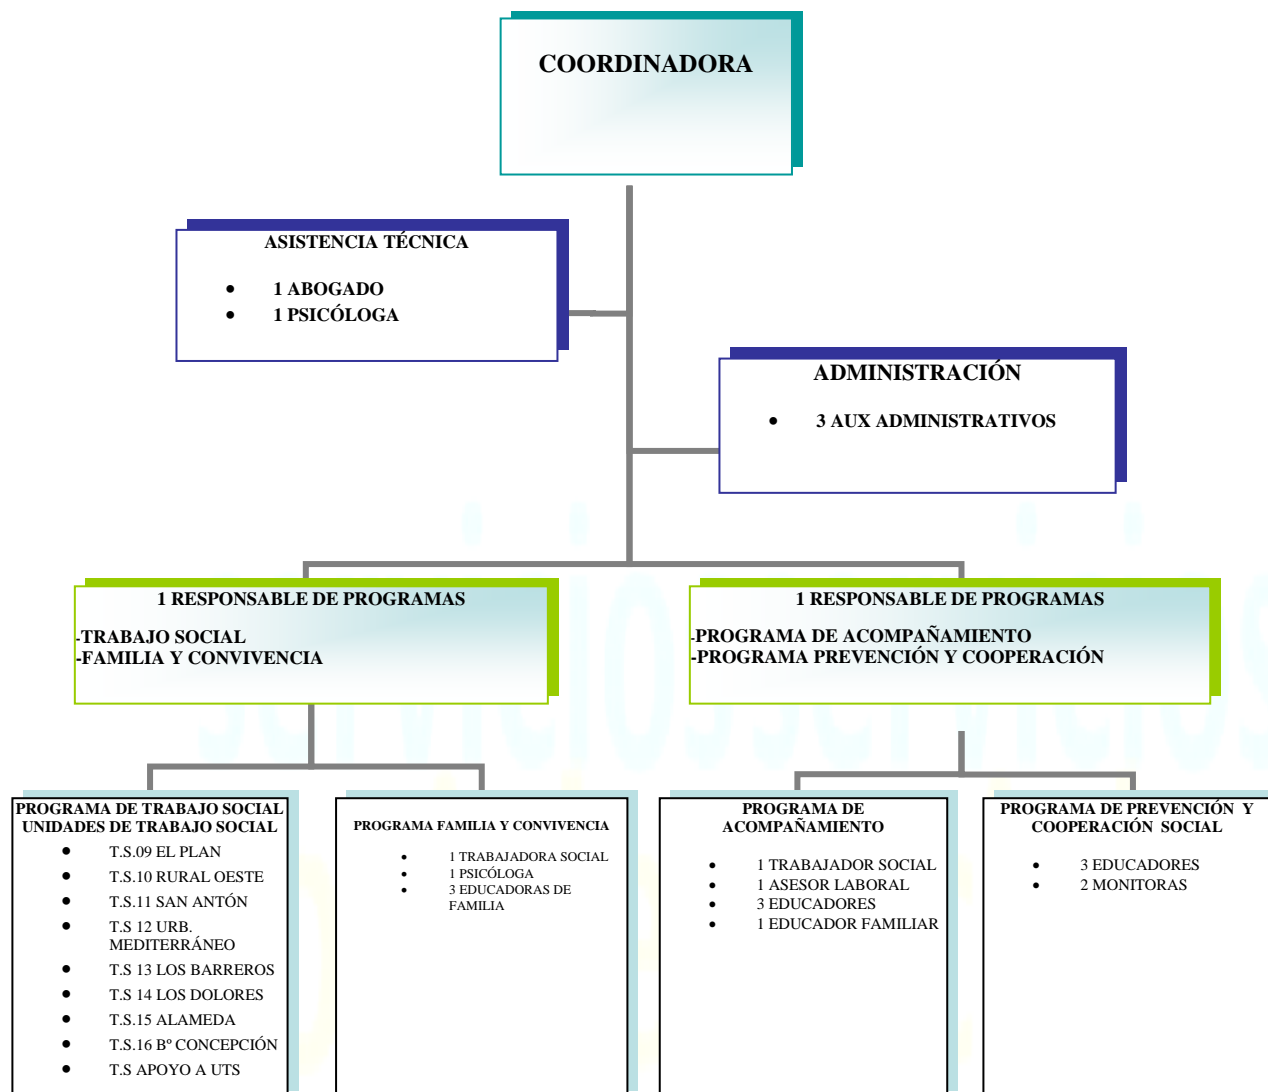 COORDINADORA
ASISTENCIA TÉCNICA
• 1 ABOGADO
• 1 PSICÓLOGA
ADMINISTRACIÓN
• 3 AUX ADMINISTRATIVOS
1 RESPONSABLE DE PROGRAMAS
-TRABAJO SOCIAL
-FAMILIA Y CONVIVENCIA
1 RESPONSABLE DE PROGRAMAS
-PROGRAMA DE ACOMPAÑAMIENTO
-PROGRAMA PREVENCIÓN Y COOPERACIÓN
PROGRAMA DE TRABAJO SOCIAL
UNIDADES DE TRABAJO SOCIAL
• T.S.09 EL PLAN
• T.S.10 RURAL OESTE
• T.S.11 SAN ANTÓN
• T.S 12 URB.
MEDITERRÁNEO
• T.S 13 LOS BARREROS
• T.S 14 LOS DOLORES
• T.S.15 ALAMEDA
• T.S.16 Bº CONCEPCIÓN
• T.S APOYO A UTS
PROGRAMA FAMILIA Y CONVIVENCIA
• 1 TRABAJADORA SOCIAL
• 1 PSICÓLOGA
• 3 EDUCADORAS DE
FAMILIA
PROGRAMA DE
ACOMPAÑAMIENTO
• 1 TRABAJADOR SOCIAL
• 1 ASESOR LABORAL
• 3 EDUCADORES
• 1 EDUCADOR FAMILIAR
PROGRAMA DE PREVENCIÓN Y
COOPERACIÓN SOCIAL
• 3 EDUCADORES
• 2 MONITORAS
serviciosservicios